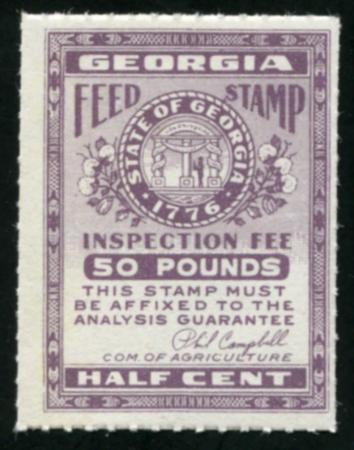 GEORGIA
FEED STAMP
STATE OF GEORGIA
1776
INSPECTION FEE
50 POUNDS
THIS STAMP MUST
BE AFFIXED TO THE
ANALYSIS GUARANTEE
Phil Campbell
COM. OF AGRICULTURE
HALF CENT